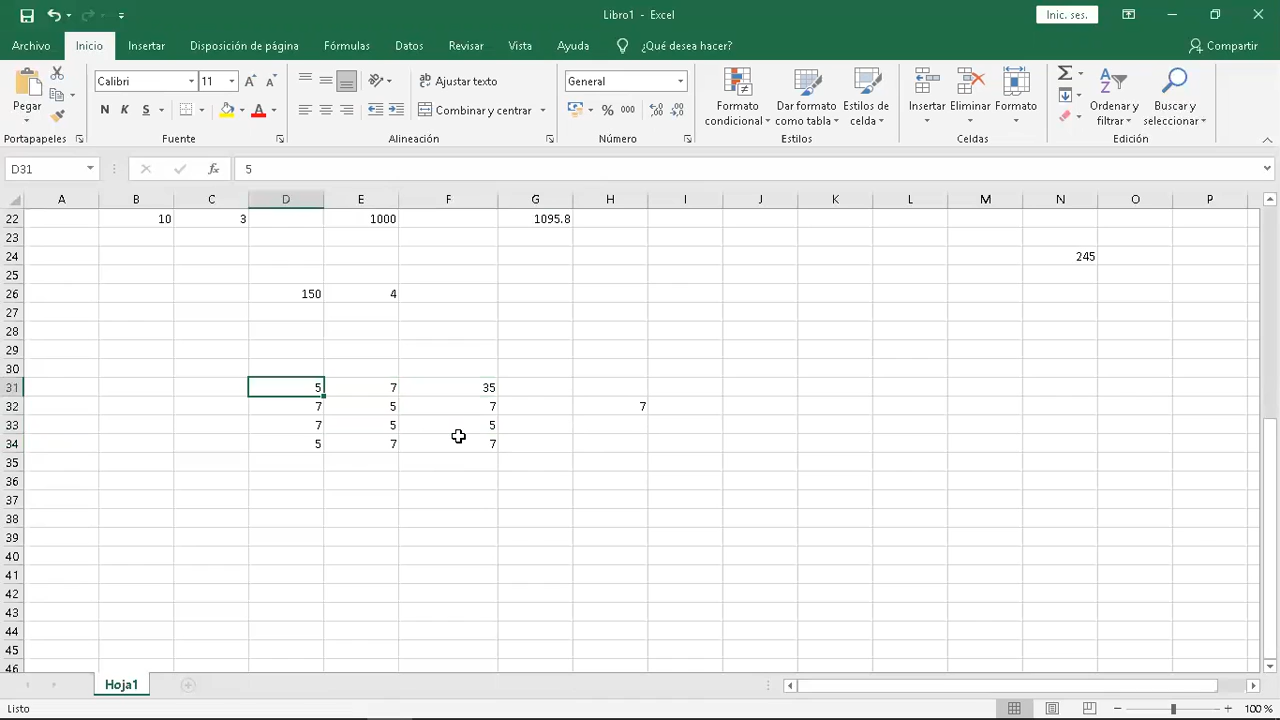 Libro1 - Excel
Inic. ses.
Archivo Inicio Insertar Disposición de página Fórmulas Datos Revisar Vista Ayuda ¿Qué desea hacer? Compartir
Calibri 11 Ajustar texto General
Pegar N K S Combinar y centrar % 000 Formato condicional Dar formato como tabla Estilos de celda Insertar Eliminar Formato Ordenar y filtrar Buscar y seleccionar
Portapapeles Fuente Alineación Número Estilos Celdas Edición
D31 fx 5
A B C D E F G H I J K L M N O P
22 10 3 1000 1095.8
23
24 245
25
26 150 4
27
28
29
30
31 5 7 35
32 7 5 7 7
33 7 5 5
34 5 7 7
35
36
37
38
39
40
41
42
43
44
45
46
Hoja1
Listo 100 %